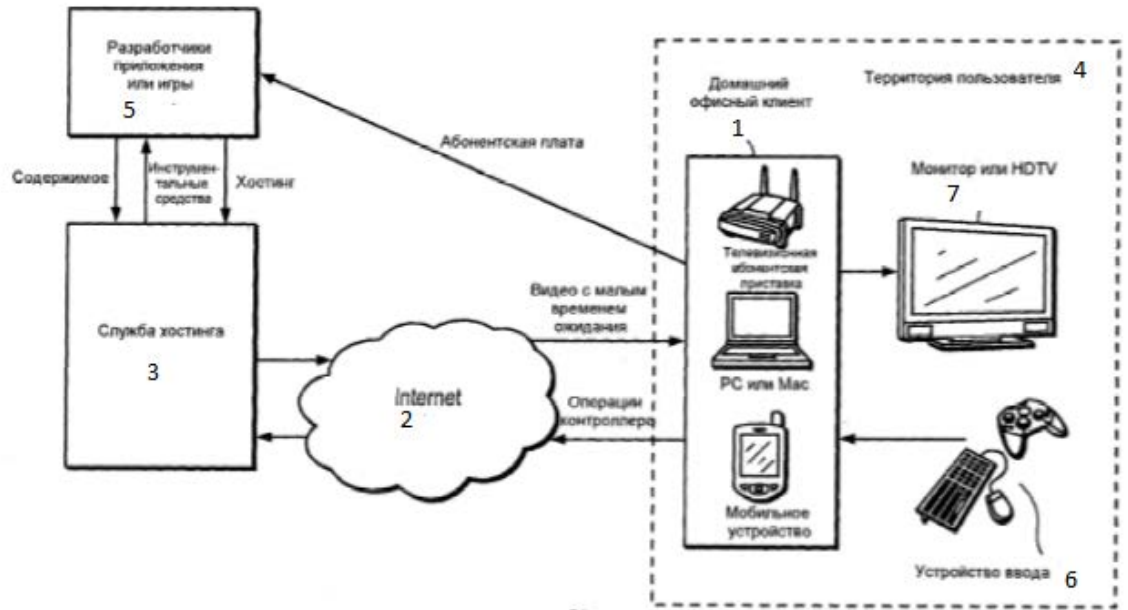 Разработчики
приложения
или игры
5
Содержимое
Инструмен-
тальные
средства
Хостинг
Служба хостинга
3
Абонентская плата
Видео с малым
временем
ожидания
Internet
2
Операции
контроллера
Территория пользователя 4
Домашний
офисный клиент
1
Телевизионная
абонентская
приставка
PC или Mac
Мобильное
устройство
Монитор или HDTV
7
Устройство ввода 6